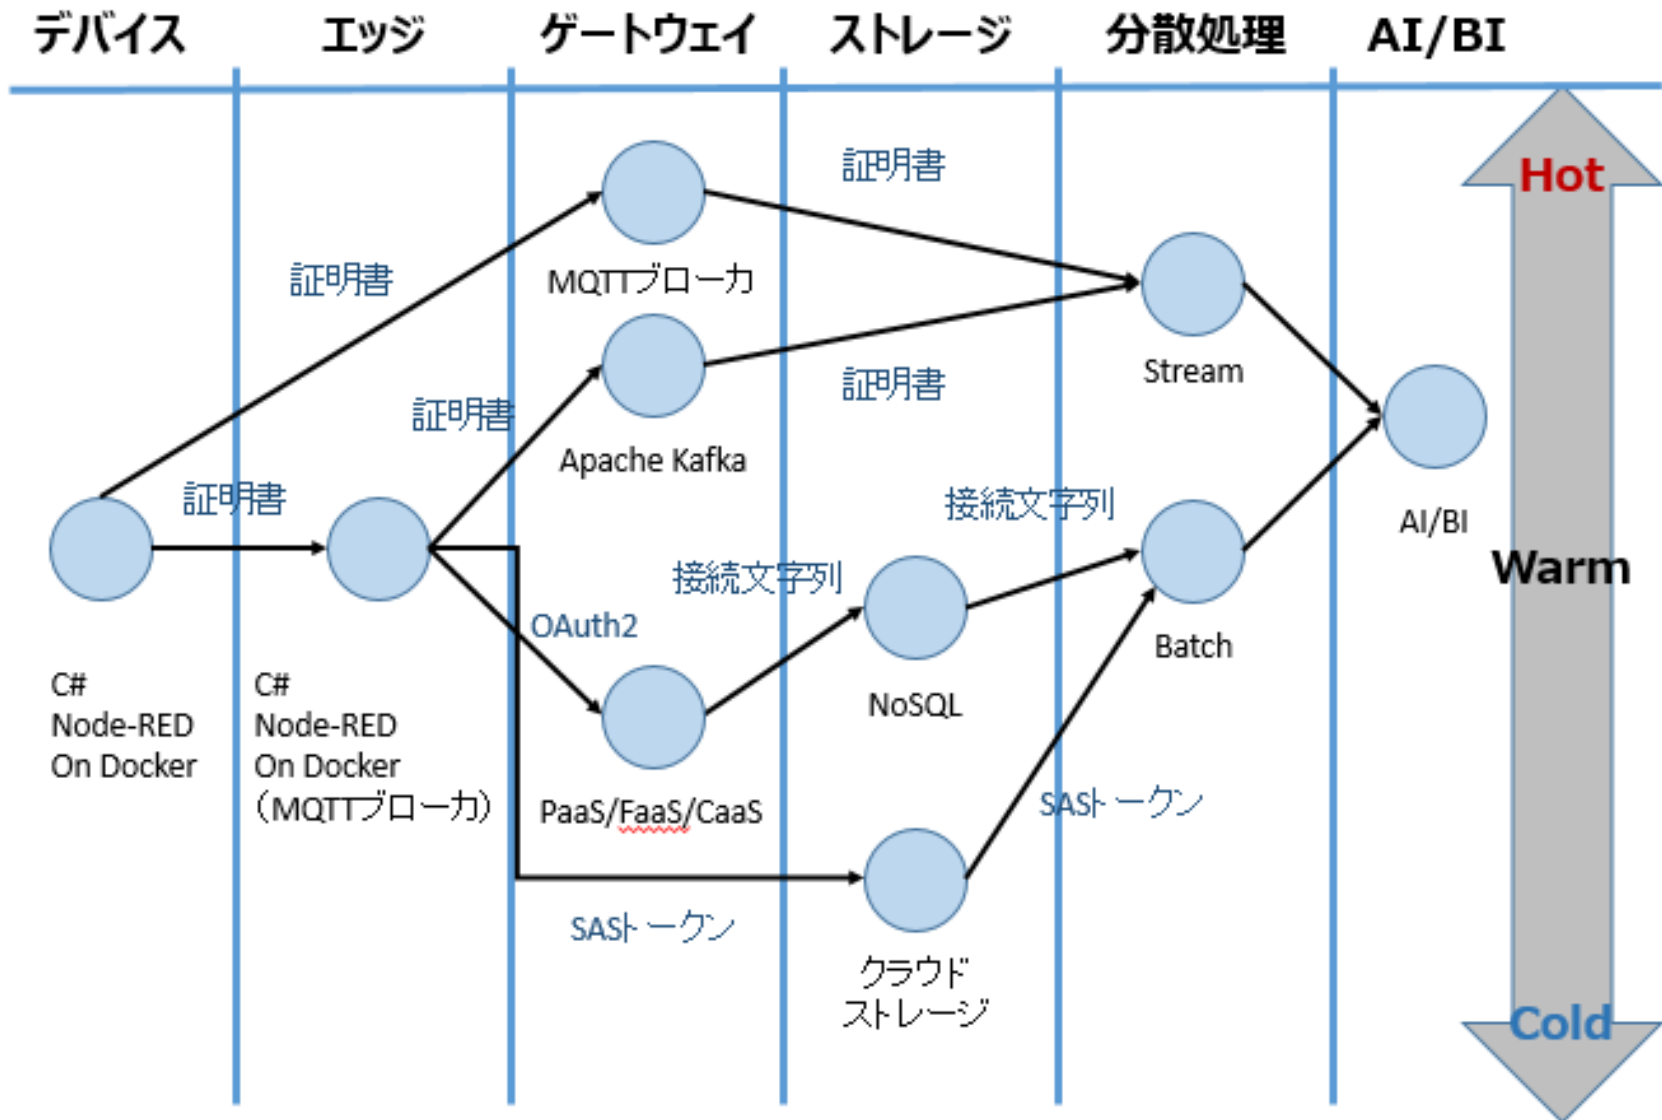 デバイス
エッジ
ゲートウェイ
ストレージ
分散処理
AI/BI
Hot
証明書
証明書
MQTTブローカ
Stream
証明書
証明書
Apache Kafka
証明書
接続文字列
AI/BI
Warm
接続文字列
OAuth2
Batch
C#
Node-RED
On Docker
C#
Node-RED
On Docker
（MQTTブローカ）
NoSQL
PaaS/FaaS/CaaS
SASトークン
SASトークン
クラウド
ストレージ
Cold